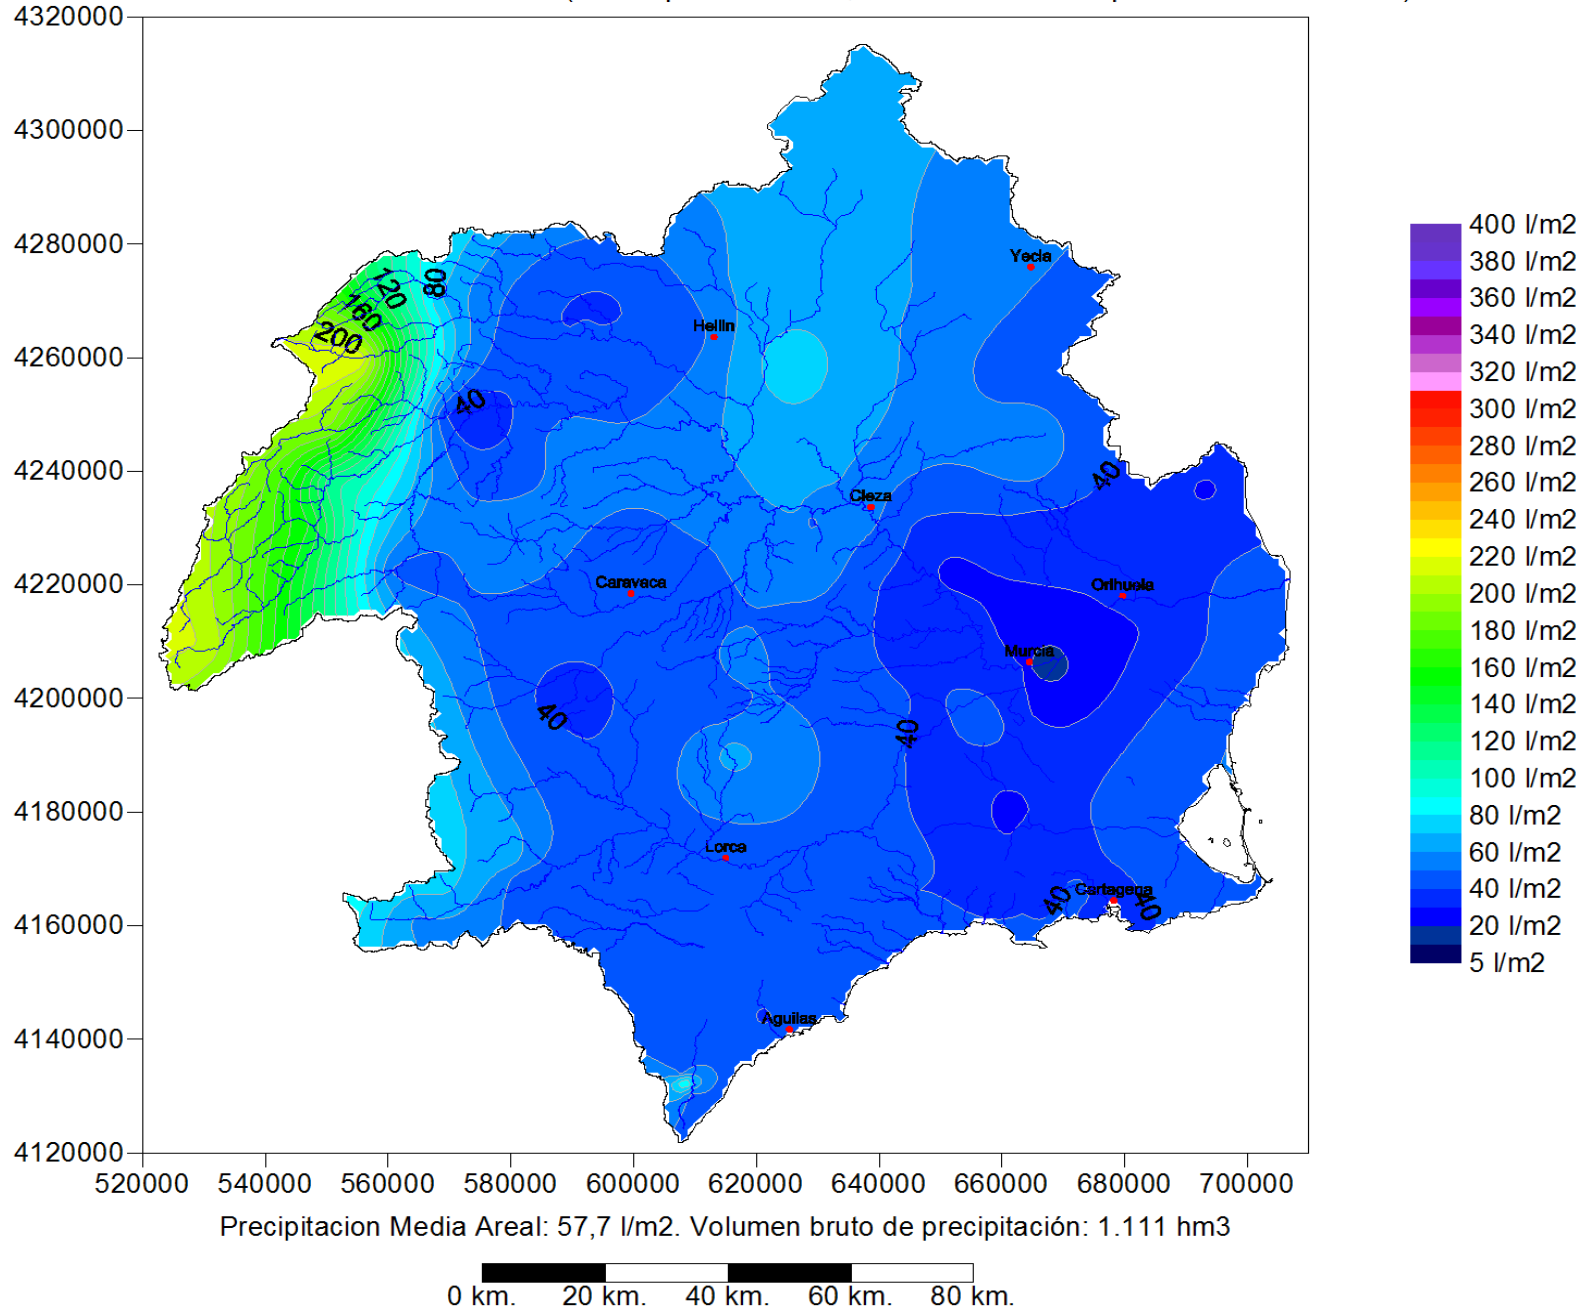 4320000
4300000
4280000
4260000
4240000
4220000
4200000
4180000
4160000
4140000
4120000
520000 540000 560000 580000 600000 620000 640000 660000 680000 700000
120
160
200
80
40
40
40
40
40
40
Yecla
Hellin
Cieza
Caravaca
Orihuela
Murcia
Lorca
Cartagena
Aguilas
400 l/m2
380 l/m2
360 l/m2
340 l/m2
320 l/m2
300 l/m2
280 l/m2
260 l/m2
240 l/m2
220 l/m2
200 l/m2
180 l/m2
160 l/m2
140 l/m2
120 l/m2
100 l/m2
80 l/m2
60 l/m2
40 l/m2
20 l/m2
5 l/m2
Precipitacion Media Areal: 57,7 l/m2. Volumen bruto de precipitación: 1.111 hm3
0 km. 20 km. 40 km. 60 km. 80 km.